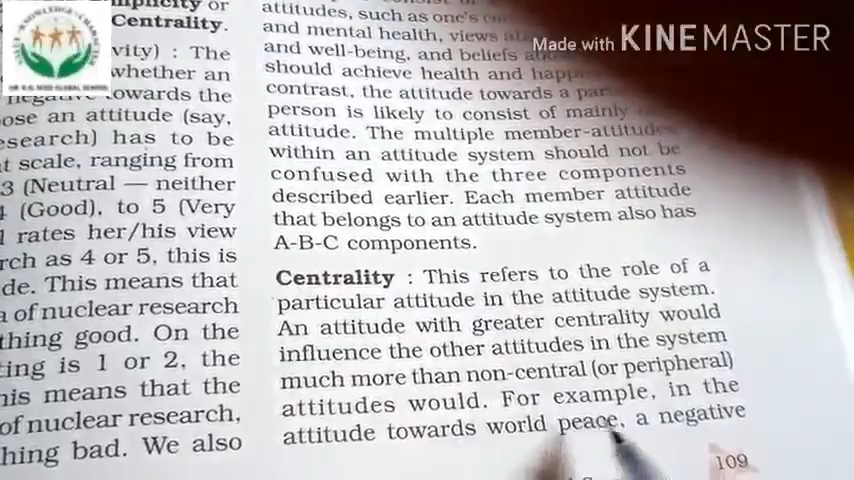 Made with KINEMASTER
mplicity or
Centrality.
vity) : The
whether an
negative towards the
ose an attitude (say,
esearch) has to be
t scale, ranging from
3 (Neutral — neither
4 (Good), to 5 (Very
l rates her/his view
rch as 4 or 5, this is
de. This means that
a of nuclear research
thing good. On the
ting is 1 or 2, the
his means that the
of nuclear research,
hing bad. We also
attitudes, such as one's
and mental health, views
and well-being, and beliefs
should achieve health and
contrast, the attitude towards a
person is likely to consist of mainly
attitude. The multiple member-attitudes
within an attitude system should not be
confused with the three components
described earlier. Each member attitude
that belongs to an attitude system also has
A-B-C components.
Centrality : This refers to the role of a
particular attitude in the attitude system.
An attitude with greater centrality would
influence the other attitudes in the system
much more than non-central (or peripheral)
attitudes would. For example, in the
attitude towards world peace, a negative
109